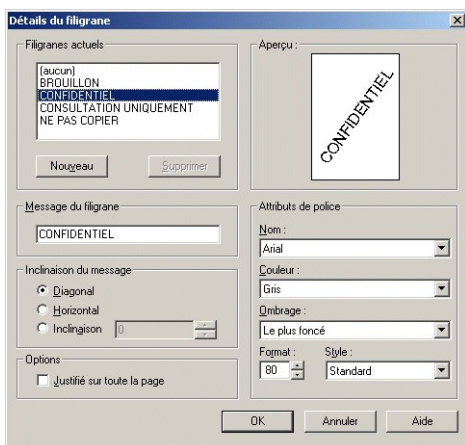 Détails du filigrane
Filigranes actuels
(aucun)
BROUILLON
CONFIDENTIEL
CONSULTATION UNIQUEMENT
NE PAS COPIER
Nouveau
Supprimer
Aperçu :
CONFIDENTIEL
Message du filigrane
CONFIDENTIEL
Inclinaison du message
Diagonal
Horizontal
Inclinaison 0
Options
Justifié sur toute la page
Attributs de police
Nom :
Arial
Couleur :
Gris
Ombrage :
Le plus foncé
Format : Style :
80 Standard
OK Annuler Aide